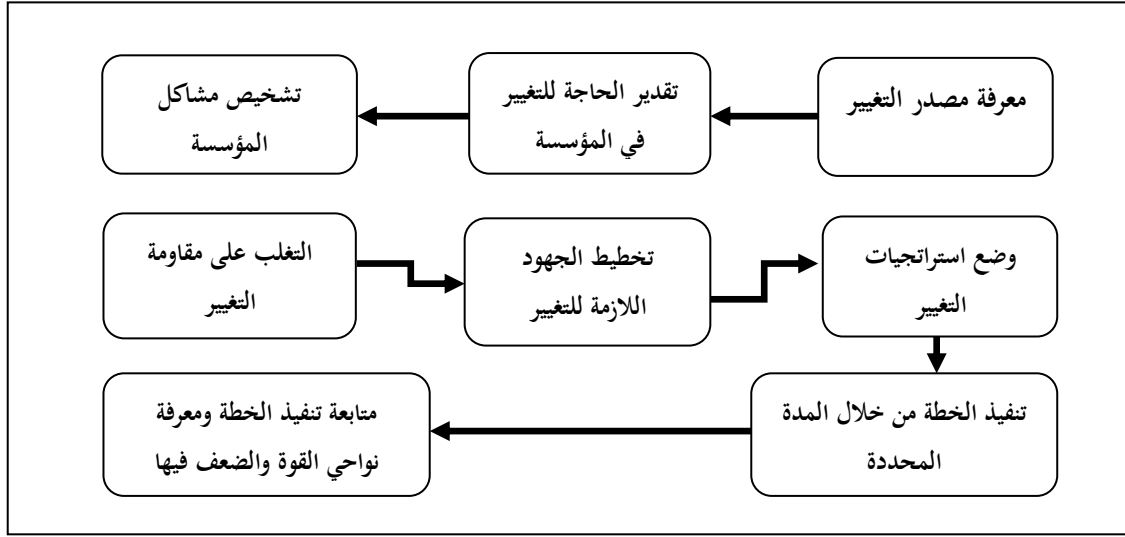 معرفة مصدر التغيير
تقدير الحاجة للتغيير
في المؤسسة
تشخيص مشاكل
المؤسسة
التغلب على مقاومة
التغيير
تخطيط الجهود
اللازمة للتغيير
وضع استراتجيات
التغيير
تنفيذ الخطة من خلال المدة
المحددة
متابعة تنفيذ الخطة ومعرفة
نواحي القوة والضعف فيها